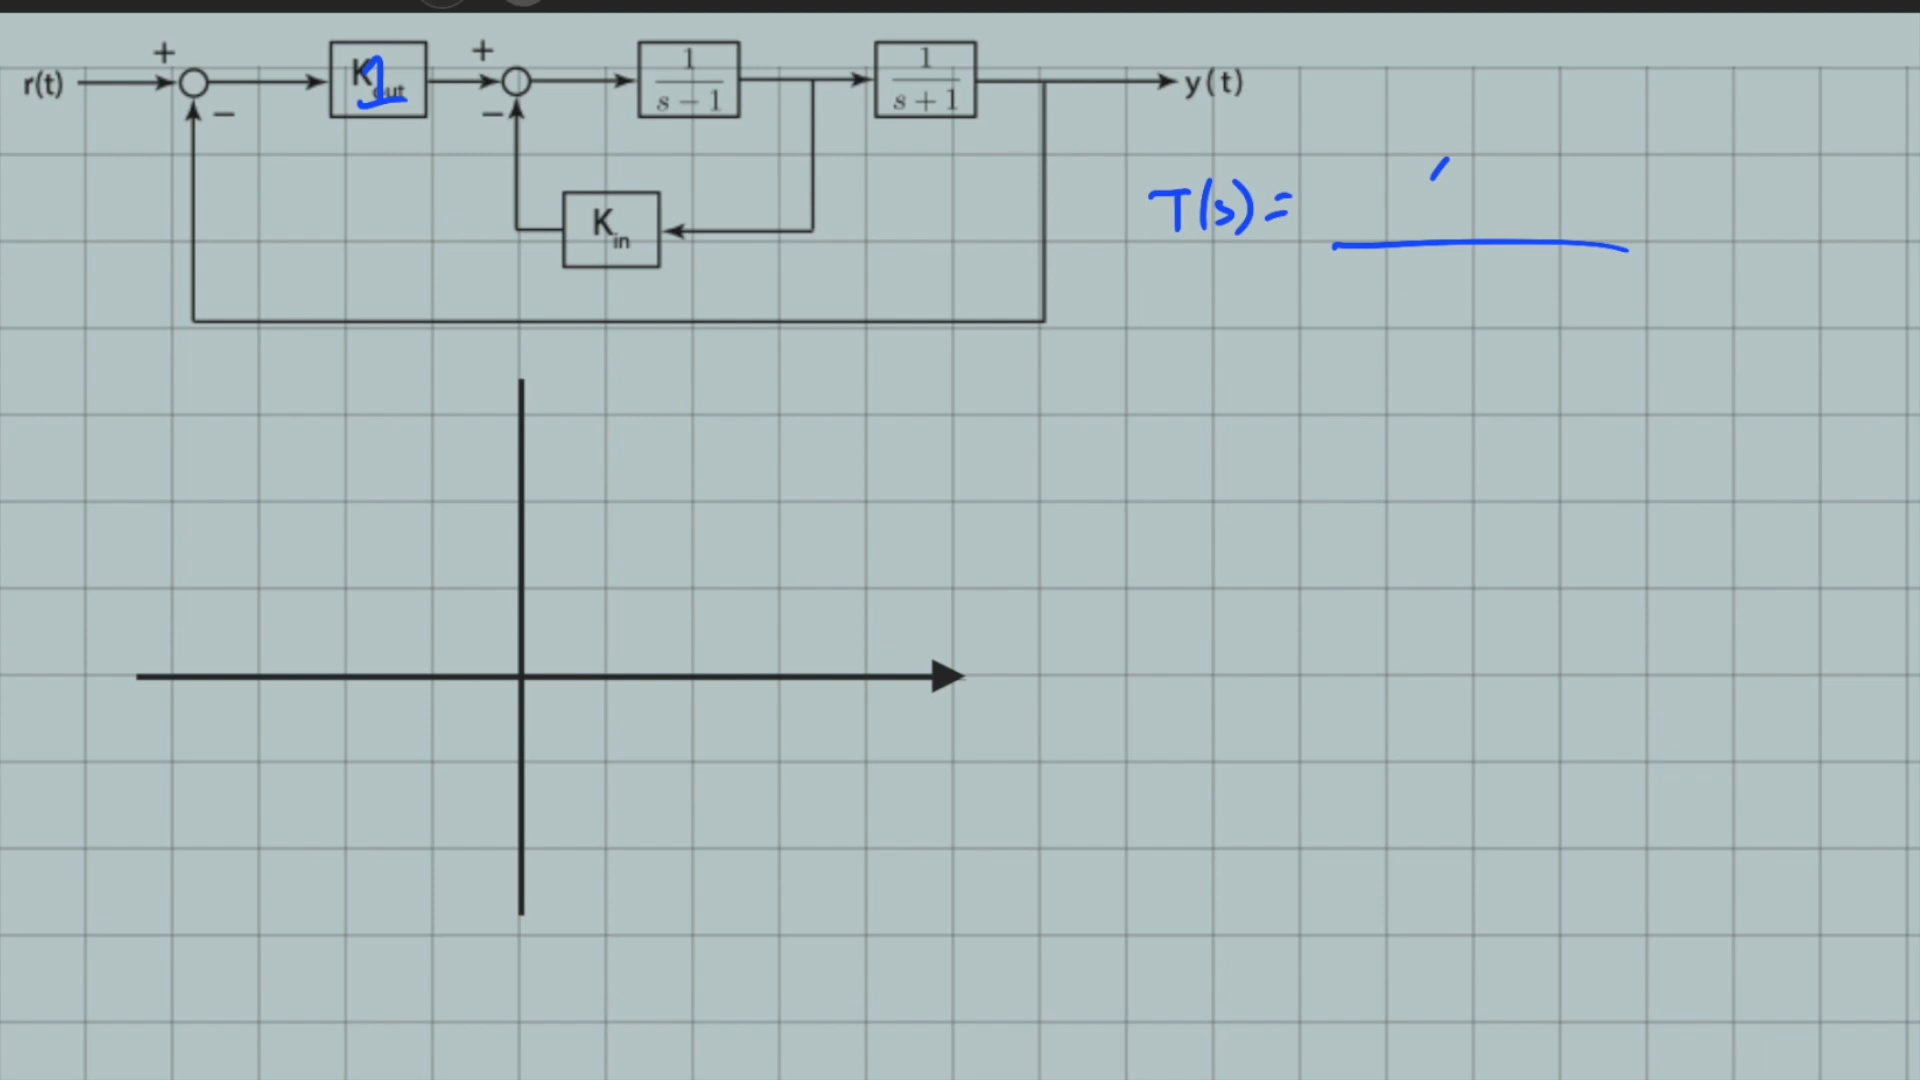 r(t) + − K 1 out + − 1/(s − 1) 1/(s + 1) y(t)
K in
T(s) =